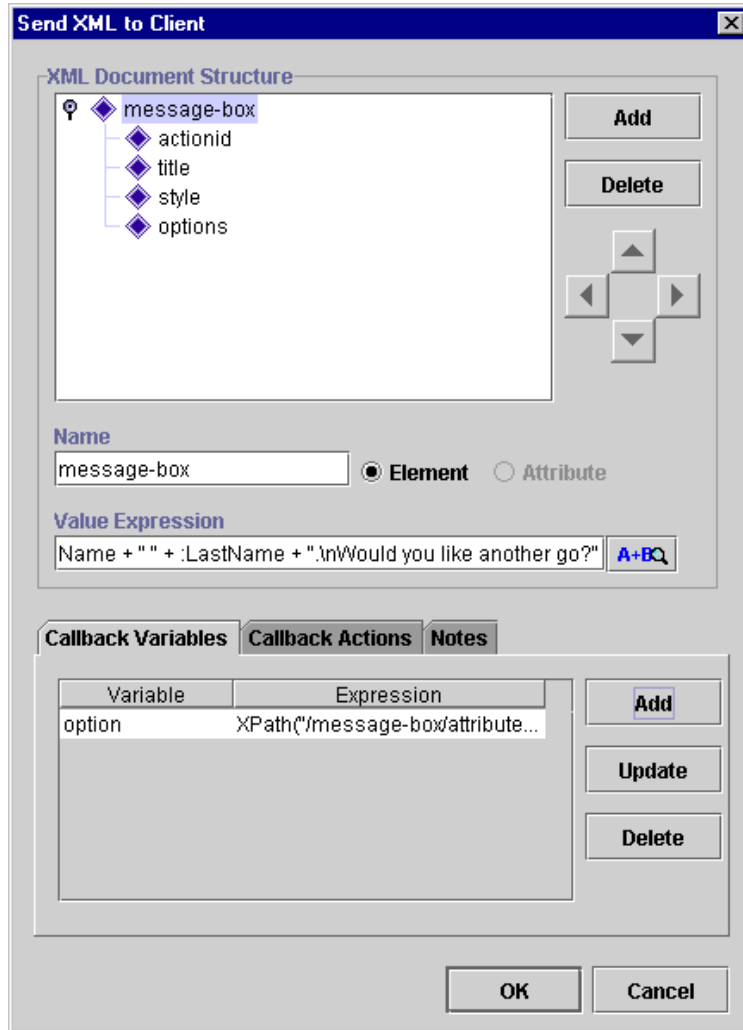 Send XML to Client
XML Document Structure
message-box
actionid
title
style
options
Add
Delete
Name
message-box
Element
Attribute
Value Expression
Name + " " + :LastName + ".\nWould you like another go?"
A+B
Callback Variables
Callback Actions
Notes
Variable
Expression
option
XPath("/message-box/attribute...
Add
Update
Delete
OK
Cancel